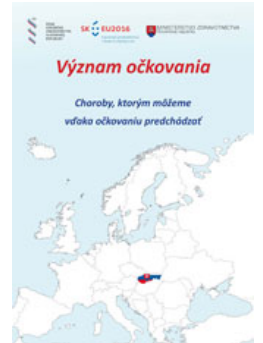 SK EU2016
MINISTERSTVO ZDRAVOTNÍCTVA
Význam očkovania
Choroby, ktorým môžeme
vďaka očkovaniu predchádzať